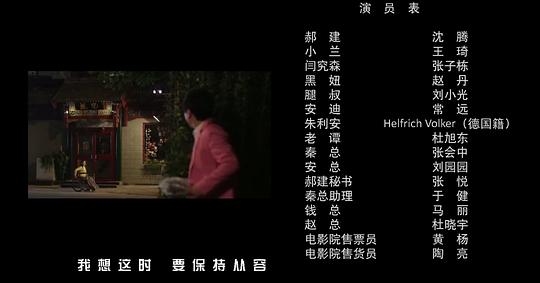 演 员 表
郝 建 沈 腾
小 兰 王 琦
闫究森 张子栋
黑 妞 赵 丹
腿 叔 刘小光
安 迪 常 远
朱利安 Helfrich Volker（德国籍）
老 谭 杜旭东
秦 总 张会中
安 总 刘园园
郝建秘书 张 悦
秦总助理 于 健
钱 总 马 丽
赵 总 杜晓宇
电影院售票员 黄 杨
电影院售货员 陶 亮
我想这时 要保持从容